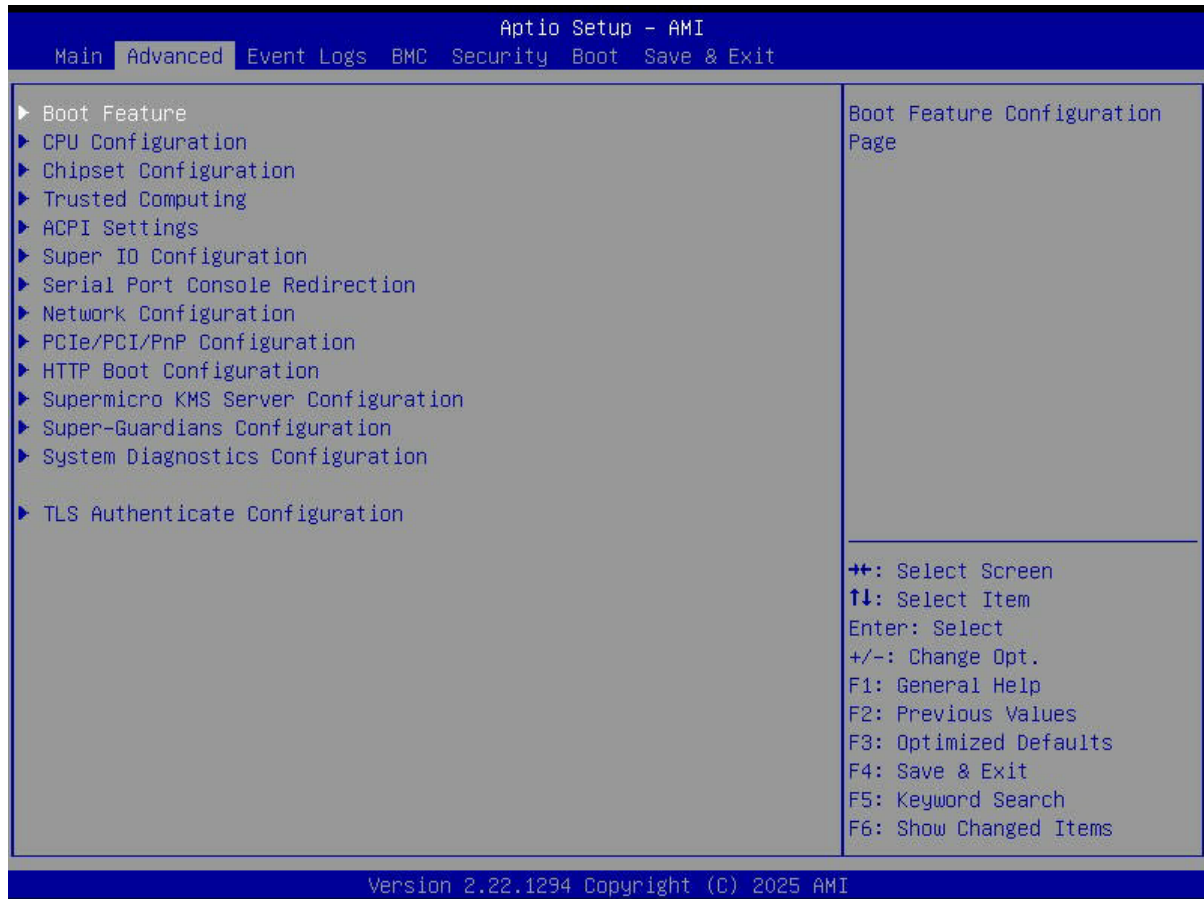 Aptio Setup – AMI
Main Advanced Event Logs BMC Security Boot Save & Exit
▶ Boot Feature
▶ CPU Configuration
▶ Chipset Configuration
▶ Trusted Computing
▶ ACPI Settings
▶ Super IO Configuration
▶ Serial Port Console Redirection
▶ Network Configuration
▶ PCIe/PCI/PnP Configuration
▶ HTTP Boot Configuration
▶ Supermicro KMS Server Configuration
▶ Super-Guardians Configuration
▶ System Diagnostics Configuration
▶ TLS Authenticate Configuration
Boot Feature Configuration
Page
→←: Select Screen
↑↓: Select Item
Enter: Select
+/-: Change Opt.
F1: General Help
F2: Previous Values
F3: Optimized Defaults
F4: Save & Exit
F5: Keyword Search
F6: Show Changed Items
Version 2.22.1294 Copyright (C) 2025 AMI